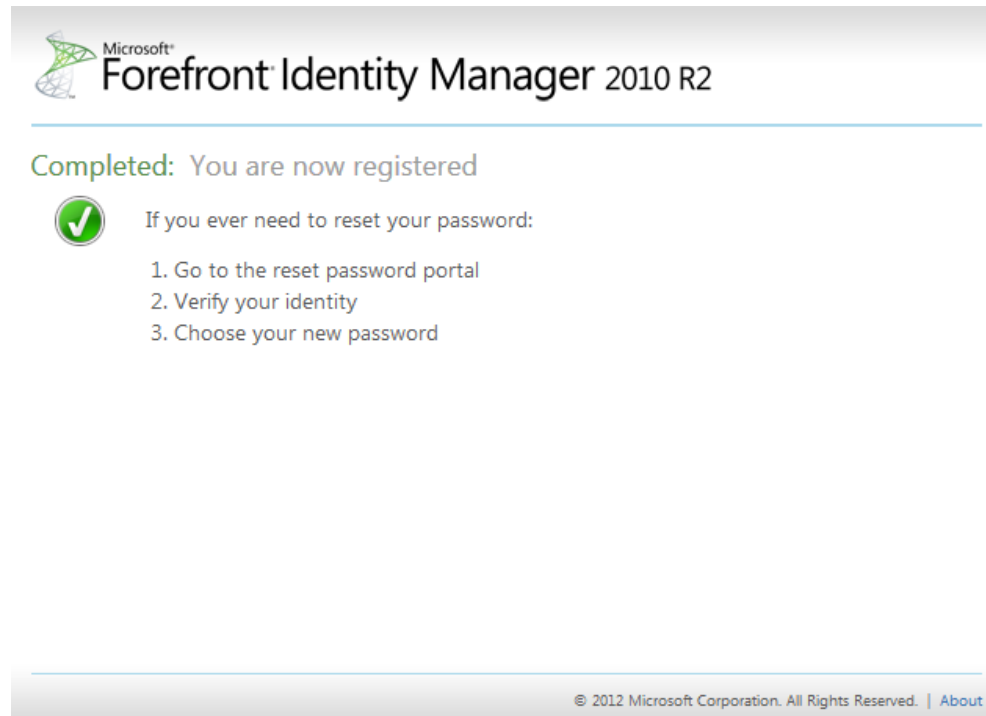 Microsoft®
Forefront® Identity Manager 2010 R2
Completed: You are now registered
If you ever need to reset your password:
1. Go to the reset password portal
2. Verify your identity
3. Choose your new password
© 2012 Microsoft Corporation. All Rights Reserved. | About